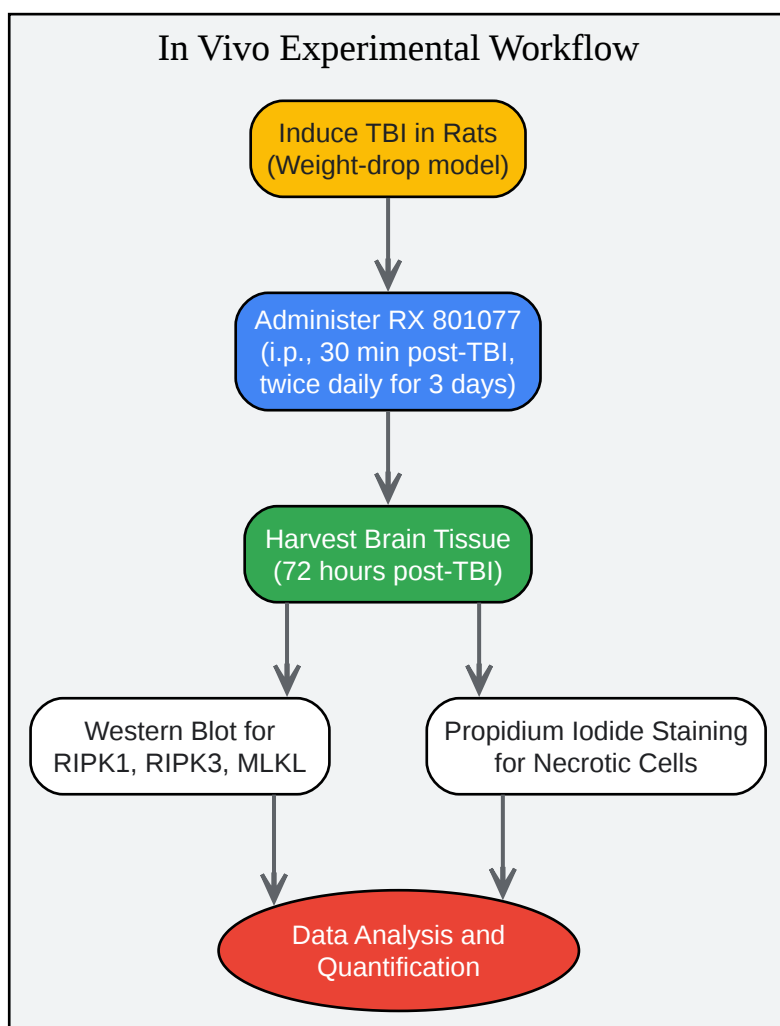 In Vivo Experimental Workflow
Induce TBI in Rats
(Weight-drop model)
Administer RX 801077
(i.p., 30 min post-TBI,
twice daily for 3 days)
Harvest Brain Tissue
(72 hours post-TBI)
Western Blot for
RIPK1, RIPK3, MLKL
Propidium Iodide Staining
for Necrotic Cells
Data Analysis and
Quantification